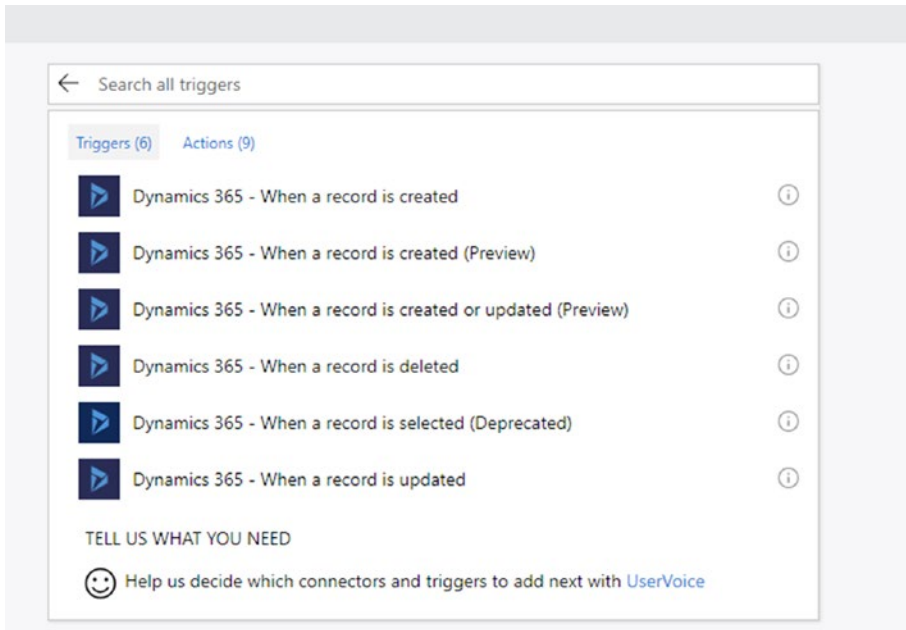 Search all triggers
Triggers (6) Actions (9)
Dynamics 365 - When a record is created
Dynamics 365 - When a record is created (Preview)
Dynamics 365 - When a record is created or updated (Preview)
Dynamics 365 - When a record is deleted
Dynamics 365 - When a record is selected (Deprecated)
Dynamics 365 - When a record is updated
TELL US WHAT YOU NEED
Help us decide which connectors and triggers to add next with UserVoice